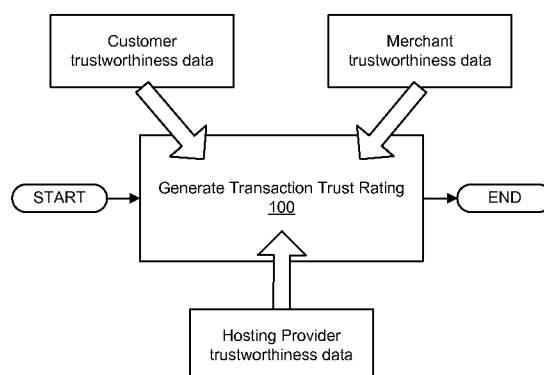 Customer
trustworthiness data
Merchant
trustworthiness data
START
Generate Transaction Trust Rating
100
END
Hosting Provider
trustworthiness data